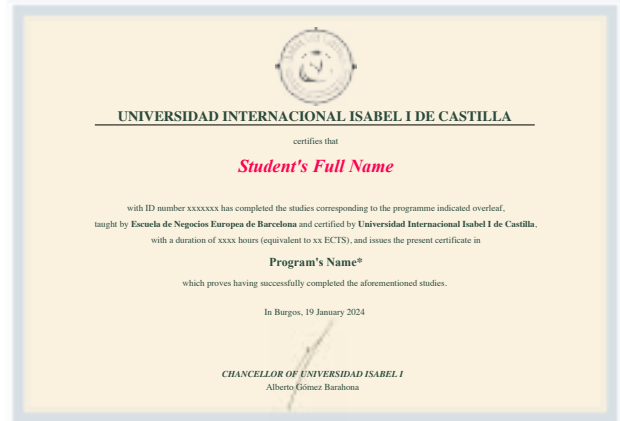 UNIVERSIDAD INTERNACIONAL ISABEL I DE CASTILLA
certifies that
Student's Full Name
with ID number xxxxxxx has completed the studies corresponding to the programme indicated overleaf,
taught by Escuela de Negocios Europea de Barcelona and certified by Universidad Internacional Isabel I de Castilla,
with a duration of xxxx hours (equivalent to xx ECTS), and issues the present certificate in
Program's Name*
which proves having successfully completed the aforementioned studies.
In Burgos, 19 January 2024
CHANCELLOR OF UNIVERSIDAD ISABEL I
Alberto Gómez Barahona